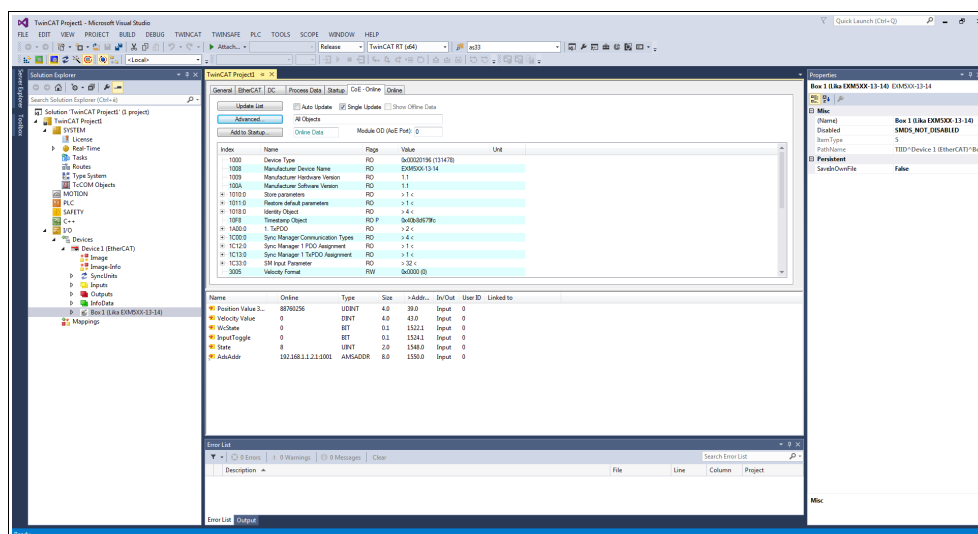 TwinCAT Project1 - Microsoft Visual Studio
Quick Launch (Ctrl+Q)
FILE EDIT VIEW PROJECT BUILD DEBUG TWINCAT TWINSAFE PLC TOOLS SCOPE WINDOW HELP
Attach... Release TwinCAT RT (x64) as33
<Local>
Server Explorer
Toolbox
Solution Explorer
Search Solution Explorer (Ctrl+è)
Solution 'TwinCAT Project1' (1 project)
TwinCAT Project1
SYSTEM
License
Real-Time
Tasks
Routes
Type System
TcCOM Objects
MOTION
PLC
SAFETY
C++
I/O
Devices
Device 1 (EtherCAT)
Image
Image-Info
SyncUnits
Inputs
Outputs
InfoData
Box 1 (Lika EXM5XX-13-14)
Mappings
TwinCAT Project1
General EtherCAT DC Process Data Startup CoE - Online Online
Update List Auto Update Single Update Show Offline Data
Advanced... All Objects
Add to Startup... Online Data Module OD (AoE Port): 0
Index Name Flags Value Unit
1000 Device Type RO 0x00020196 (131478)
1008 Manufacturer Device Name RO EXM5XX-13-14
1009 Manufacturer Hardware Version RO 1.1
100A Manufacturer Software Version RO 1.1
1010:0 Store parameters RO > 1 <
1011:0 Restore default parameters RO > 1 <
1018:0 Identity Object RO > 4 <
10F8 Timestamp Object RO P 0x40b8d679fc
1A00:0 1. TxPDO RO > 2 <
1C00:0 Sync Manager Communication Types RO > 4 <
1C12:0 Sync Manager 1 PDO Assignment RO > 1 <
1C13:0 Sync Manager 1 TxPDO Assignment RO > 1 <
1C33:0 SM Input Parameter RO > 32 <
3005 Velocity Format RW 0x0000 (0)
Name Online Type Size >Addr... In/Out User ID Linked to
Position Value 3... 88760256 UDINT 4.0 39.0 Input 0
Velocity Value 0 DINT 4.0 43.0 Input 0
WcState 0 BIT 0.1 1522.1 Input 0
InputToggle 0 BIT 0.1 1524.1 Input 0
State 8 UINT 2.0 1548.0 Input 0
AdsAddr 192.168.1.1.2.1:1001 AMSADDR 8.0 1550.0 Input 0
Error List
0 Errors 0 Warnings 0 Messages Clear
Search Error List
Description File Line Column Project
Error List Output
Properties
Box 1 (Lika EXM5XX-13-14) EXM5XX-13-14
Misc
(Name) Box 1 (Lika EXM5XX-13-14)
Disabled SMDS_NOT_DISABLED
ItemType 5
PathName TIID^Device 1 (EtherCAT)^Bo
Persistent
SaveInOwnFile False
Misc
Ready